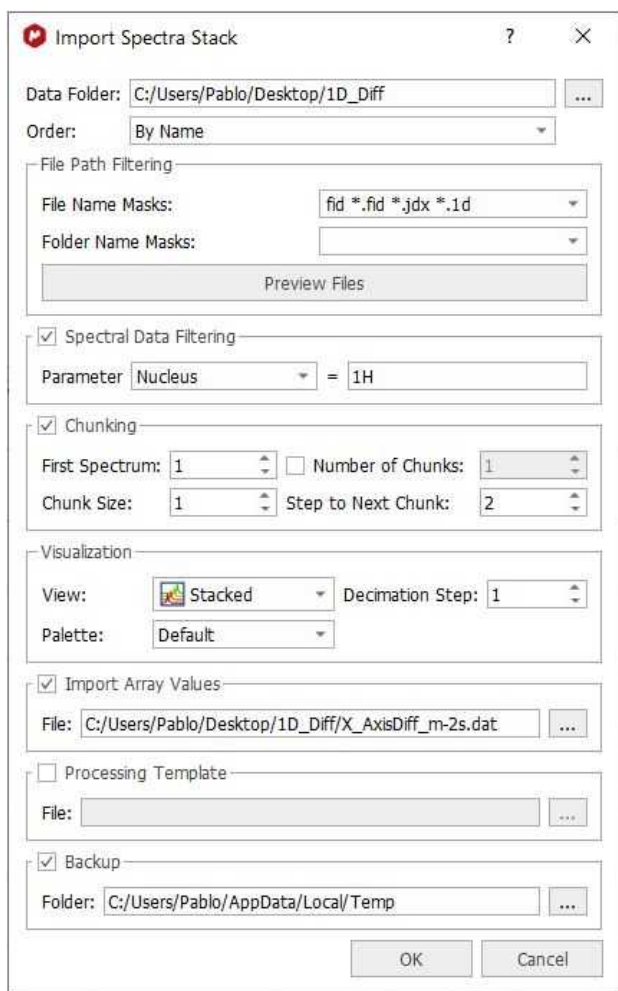 Import Spectra Stack ?
Data Folder: C:/Users/Pablo/Desktop/1D_Diff ...
Order: By Name
File Path Filtering
File Name Masks: fid *.fid *.jdx *.1d
Folder Name Masks:
Preview Files
Spectral Data Filtering
Parameter Nucleus = 1H
Chunking
First Spectrum: 1 Number of Chunks: 1
Chunk Size: 1 Step to Next Chunk: 2
Visualization
View: Stacked Decimation Step: 1
Palette: Default
Import Array Values
File: C:/Users/Pablo/Desktop/1D_Diff/X_AxisDiff_m-2s.dat ...
Processing Template
File: ...
Backup
Folder: C:/Users/Pablo/AppData/Local/Temp ...
OK Cancel